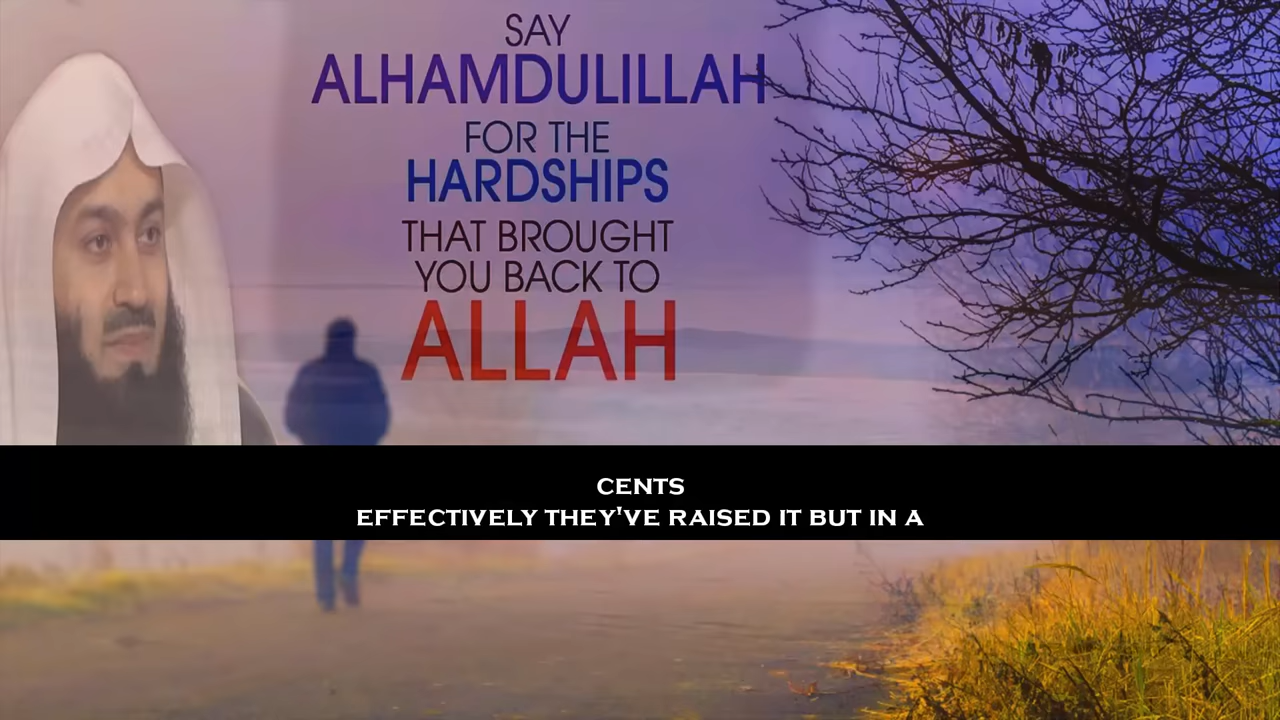 SAY
ALHAMDULILLAH
FOR THE
HARDSHIPS
THAT BROUGHT
YOU BACK TO
ALLAH
CENTS
EFFECTIVELY THEY'VE RAISED IT BUT IN A